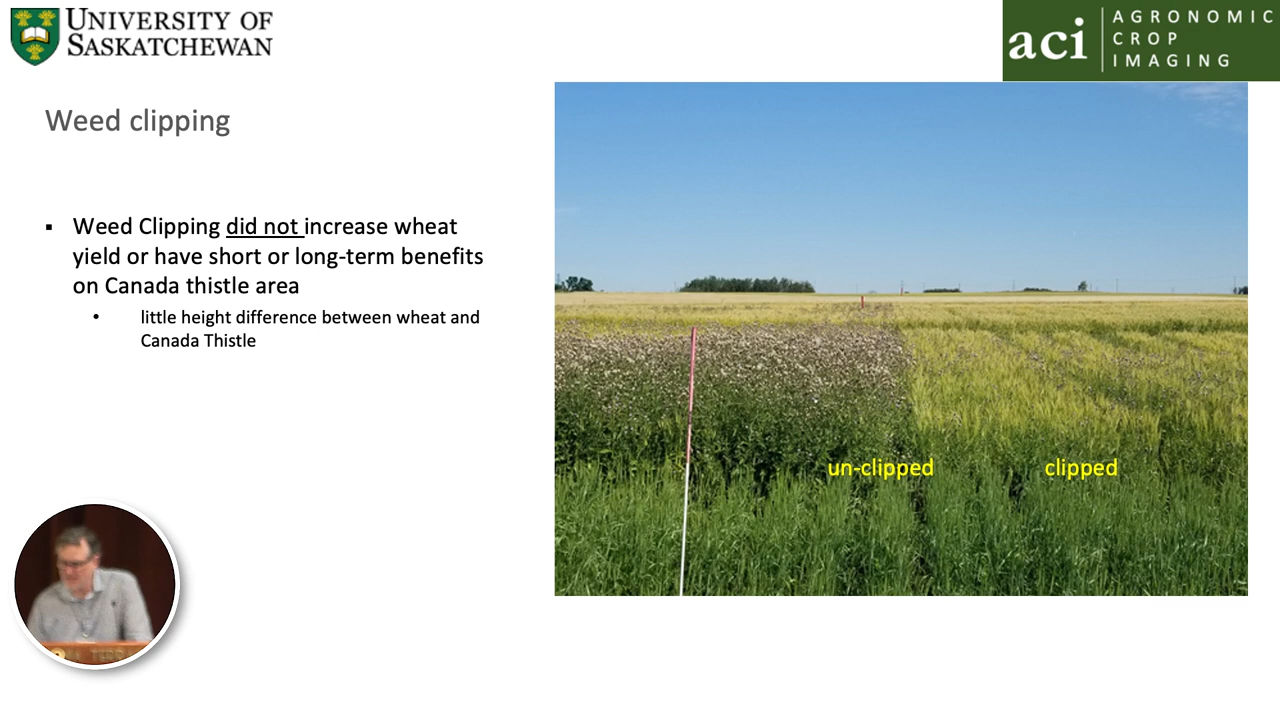 UNIVERSITY OF
SASKATCHEWAN
aci
AGRONOMIC
CROP
IMAGING
Weed clipping
▪ Weed Clipping did not increase wheat
yield or have short or long-term benefits
on Canada thistle area
• little height difference between wheat and
Canada Thistle
un-clipped
clipped